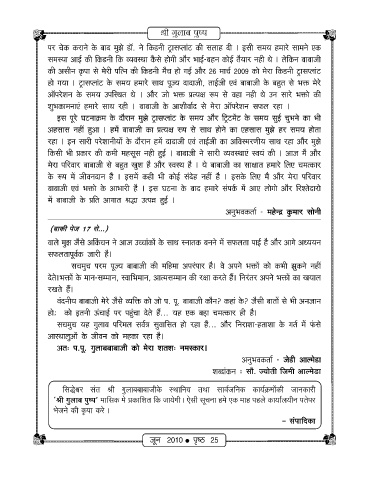 श्री गुलाब पुष्प
पर चेक कराने के बाद मुझे डॉ. ने किडनी ट्रासप्लांट की सलाह दी । इसी समय हमारे सामने एक
समस्या आई की किडनी कि व्यवस्था कैसे होगी और भाई-बहन कोई तैयार नही थे । लेकिन बाबाजी
की असीन कृपा से मेरी पत्नि की किडनी मैच हो गई और 26 मार्च 2009 को मेरा किडनी ट्रासप्लांट
हो गया । ट्रासप्लांट के समय हमारे साथ पूज्य दादाजी, ताईजी एवं बाबाजी के बहुत से भक्त मेरे
ऑपरेशन के समय उपस्थित थे । और जो भक्त प्रत्यक्ष रूप से वहा नही थे उन सारे भक्तो की
शुभकामनाएं हमारे साथ रही । बाबाजी के आर्शीवाद से मेरा ऑपरेशन सफल रहा ।
इस पूरे घटनाक्रम के दौरान मुझे ट्रासप्लांट के समय और ट्रिटमेंट के समय सुई चुभने का भी
अहसास नहीं हुआ । हमें बाबाजी का प्रत्यक्ष रूप से साथ होने का एहसास मुझे हर समय होता
रहा । इन सारी परेशानीयों के दौरान हमें दादाजी एवं ताईजी का अविस्मरणीय साथ रहा और मुझे
किसी भी प्रकार की कमी महसूस नही हुई । बाबाजी ने सारी व्यवस्थाएं स्वयं की । आज मैं और
मेरा परिवार बाबाजी से बहुत खुश हैं और स्वस्थ है । ये बाबाजी का साक्षात हमारे लिए चमत्कार
के रूप में जीवनदान है । इसमें कही भी कोई संदेह नहीं है । इसके लिए मैं और मेरा परिवार
बाबाजी एवं भक्तो के आभारी है । इस घटना के बाद हमारे संपर्क में आए लोगो और रिश्तेदारो
में बाबाजी के प्रति आगात श्रद्धा उत्पन्न हुई ।
अनुभवकर्ता - महेन्द्र कुमार सोनी
(बाकी पेज 17 से...)
वाले मुझ जैसे अकिंचन ने आज उच्चांकों के साथ स्नातक बनने में सफलता पाई है और आगे अध्ययन
सफलतापूर्वक जारी हैं।
सचमुच परम पूज्य बाबाजी की महिमा अपरंपार हैं। वे अपने भक्तों को कभी झुकने नहीं
देते।भक्तों के मान-सम्मान, स्वाभिमान, आत्मसम्मान की रक्षा करते हैं। निरंतर अपने भक्तो का खयाल
रखते हैं।
वंदनीय बाबाजी मेरे जैसे व्यक्ति को जो प. पू. बाबाजी कौन? कहां के? जैसी बातों से भी अनजान
हो: को इतनी ऊंचाई पर पहुंचा देते हैं... यह एक बड़ा चमत्कार ही है।
सचमुच यह गुलाब परिमल सर्वत्र सुवासित हो रहा है... और निराशा-हताशा के गर्त में फंसे
आस्थालूओं के जीवन को महका रहा है।
अतः प.पू. गुलाबबाबाजी को मेरा शतशः नमस्कार।
अनुभवकर्ता - जेडी आल्मेडा
शब्दांकन : सौ. ज्योती जिमी आल्मेडा
सिद्धेश्वर संत श्री गुलाबबाबाजीके स्थानिय तथा सार्वजनिक कार्यक्रमोंकी जानकारी
'श्री गुलाब पुष्प' मासिक मे प्रकाशित कि जायेगी । ऐसी सूचना हमे एक माह पहले कार्यालयीन पतेपर
भेजने की कृपा करे ।
– संपादिका
जून 2010 ● पृष्ठ 25